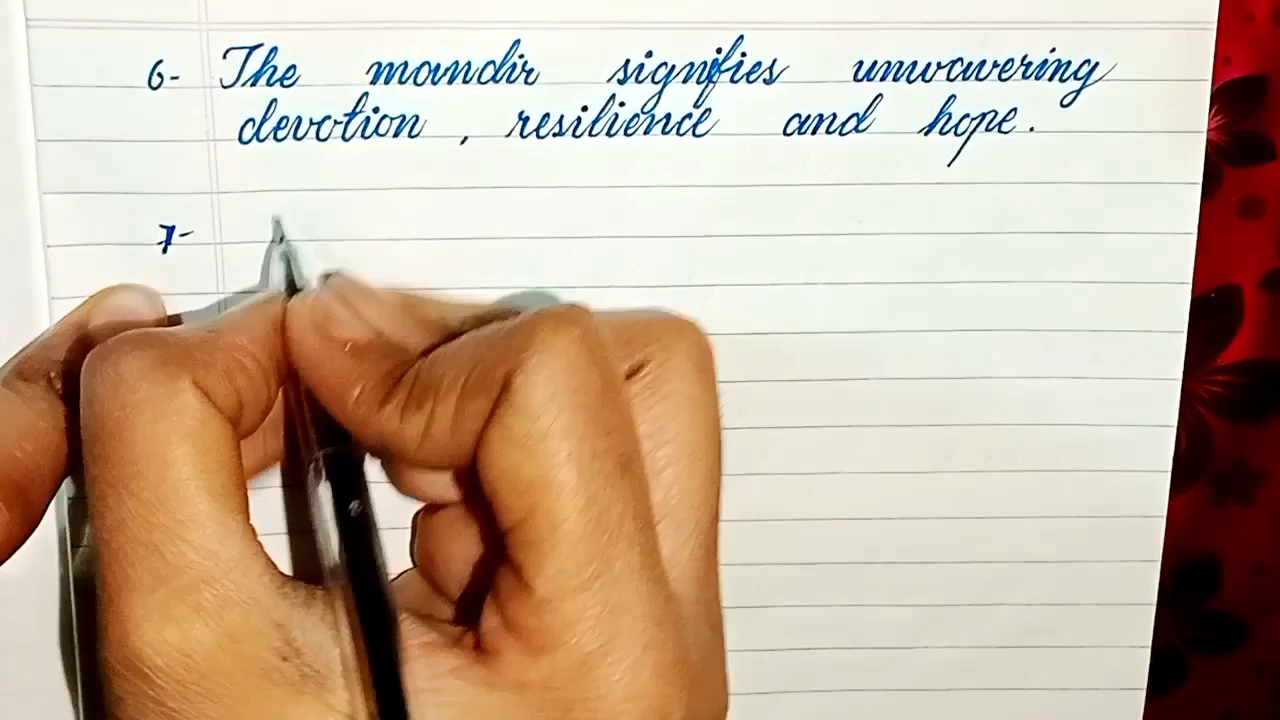 6- The mandir signifies unwavering
devotion , resilience and hope.
7-